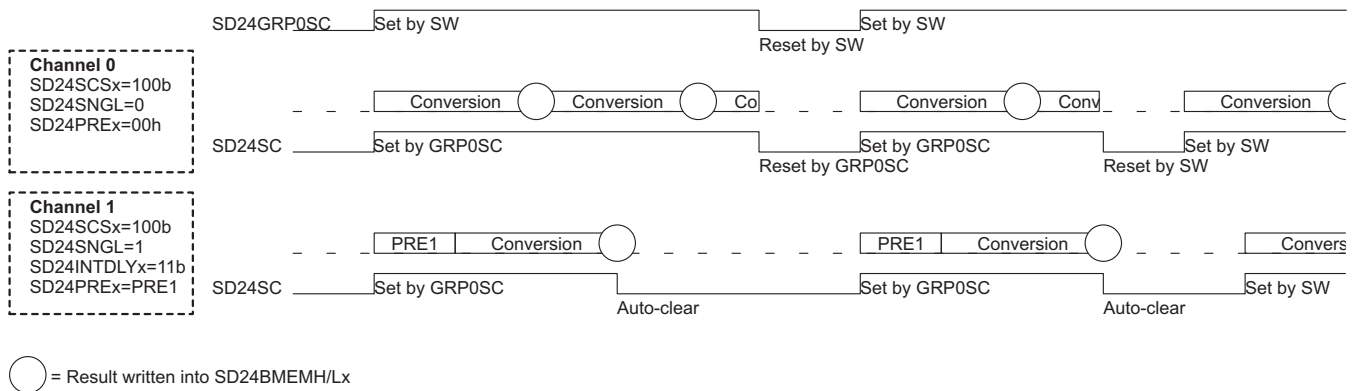 SD24GRP0SC
Set by SW
Reset by SW
Set by SW
Channel 0
SD24SCSx=100b
SD24SNGL=0
SD24PREx=00h
Conversion
Conversion
Co
Conversion
Conv
Conversion
SD24SC
Set by GRP0SC
Reset by GRP0SC
Set by GRP0SC
Reset by SW
Set by SW
Channel 1
SD24SCSx=100b
SD24SNGL=1
SD24INTDLYx=11b
SD24PREx=PRE1
PRE1
Conversion
PRE1
Conversion
Convers
SD24SC
Set by GRP0SC
Auto-clear
Set by GRP0SC
Auto-clear
Set by SW
= Result written into SD24BMEMH/Lx